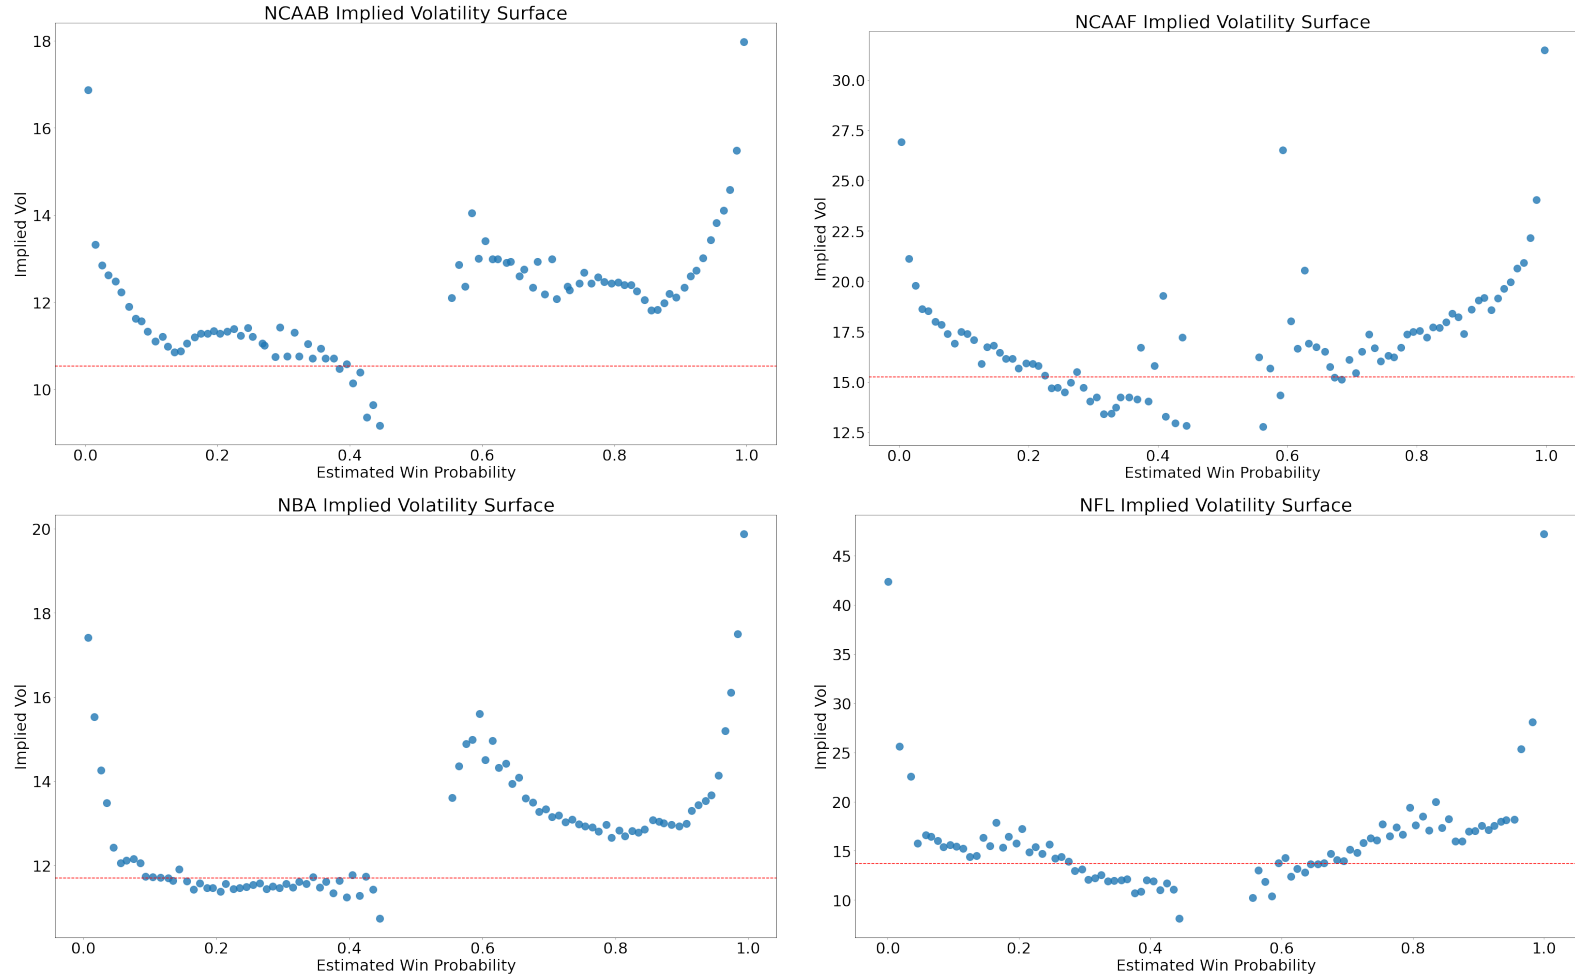 NCAAB Implied Volatility Surface
18
16
14
12
10
Implied Vol
0.0 0.2 0.4 0.6 0.8 1.0
Estimated Win Probability
NCAAF Implied Volatility Surface
30.0
27.5
25.0
22.5
20.0
17.5
15.0
12.5
Implied Vol
0.0 0.2 0.4 0.6 0.8 1.0
Estimated Win Probability
NBA Implied Volatility Surface
20
18
16
14
12
Implied Vol
0.0 0.2 0.4 0.6 0.8 1.0
Estimated Win Probability
NFL Implied Volatility Surface
45
40
35
30
25
20
15
10
Implied Vol
0.0 0.2 0.4 0.6 0.8 1.0
Estimated Win Probability